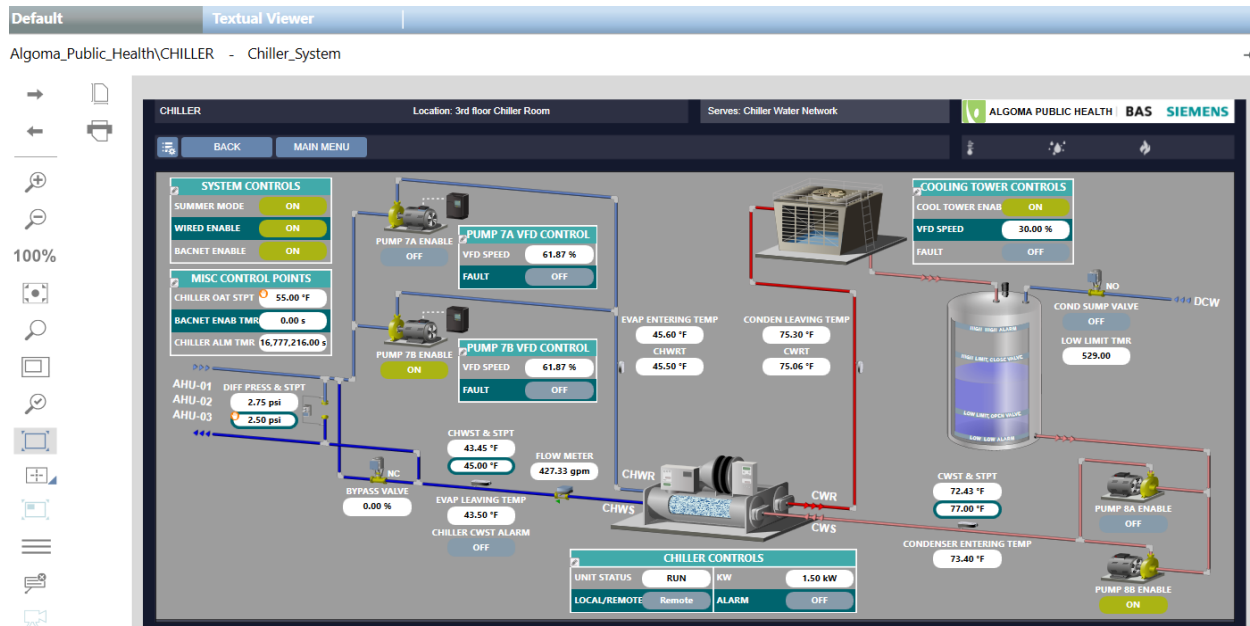 Default Textual Viewer
Algoma_Public_Health\CHILLER - Chiller_System
CHILLER Location: 3rd floor Chiller Room Serves: Chiller Water Network ALGOMA PUBLIC HEALTH BAS SIEMENS
BACK MAIN MENU
100%
SYSTEM CONTROLS
SUMMER MODE ON
WIRED ENABLE ON
BACNET ENABLE ON
MISC CONTROL POINTS
CHILLER OAT STPT 55.00 °F
BACNET ENAB TMR 0.00 s
CHILLER ALM TMR 16,777,216.00 s
PUMP 7A ENABLE
OFF
PUMP 7A VFD CONTROL
VFD SPEED 61.87 %
FAULT OFF
PUMP 7B ENABLE
ON
PUMP 7B VFD CONTROL
VFD SPEED 61.87 %
FAULT OFF
COOLING TOWER CONTROLS
COOL TOWER ENAB ON
VFD SPEED 30.00 %
FAULT OFF
EVAP ENTERING TEMP
45.60 °F
CHWRT
45.50 °F
CONDEN LEAVING TEMP
75.30 °F
CWRT
75.06 °F
NO
DCW
COND SUMP VALVE
OFF
LOW LIMIT TMR
529.00
HIGH HIGH ALARM
HIGH LIMIT CLOSE VALVE
LOW LIMIT OPEN VALVE
LOW LOW ALARM
AHU-01
AHU-02
AHU-03
DIFF PRESS & STPT
2.75 psi
2.50 psi
NC
BYPASS VALVE
0.00 %
CHWST & STPT
43.45 °F
45.00 °F
EVAP LEAVING TEMP
43.50 °F
CHILLER CWST ALARM
OFF
FLOW METER
427.33 gpm
CHWR
CHWS
CWR
CWS
CWST & STPT
72.43 °F
77.00 °F
CONDENSER ENTERING TEMP
73.40 °F
PUMP 8A ENABLE
OFF
PUMP 8B ENABLE
ON
CHILLER CONTROLS
UNIT STATUS RUN KW 1.50 kW
LOCAL/REMOTE Remote ALARM OFF